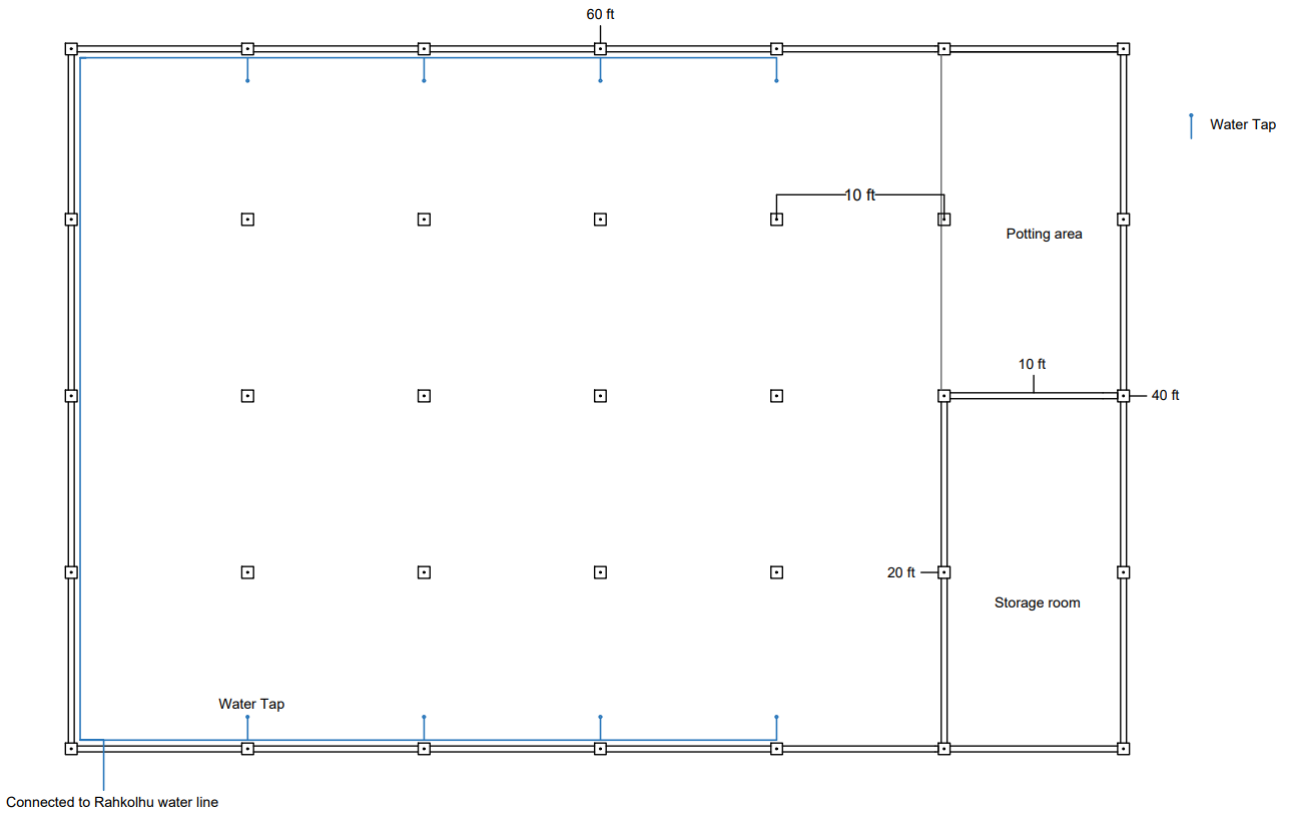 60 ft
Water Tap
10 ft
Potting area
10 ft
40 ft
20 ft
Storage room
Water Tap
Connected to Rahkolhu water line